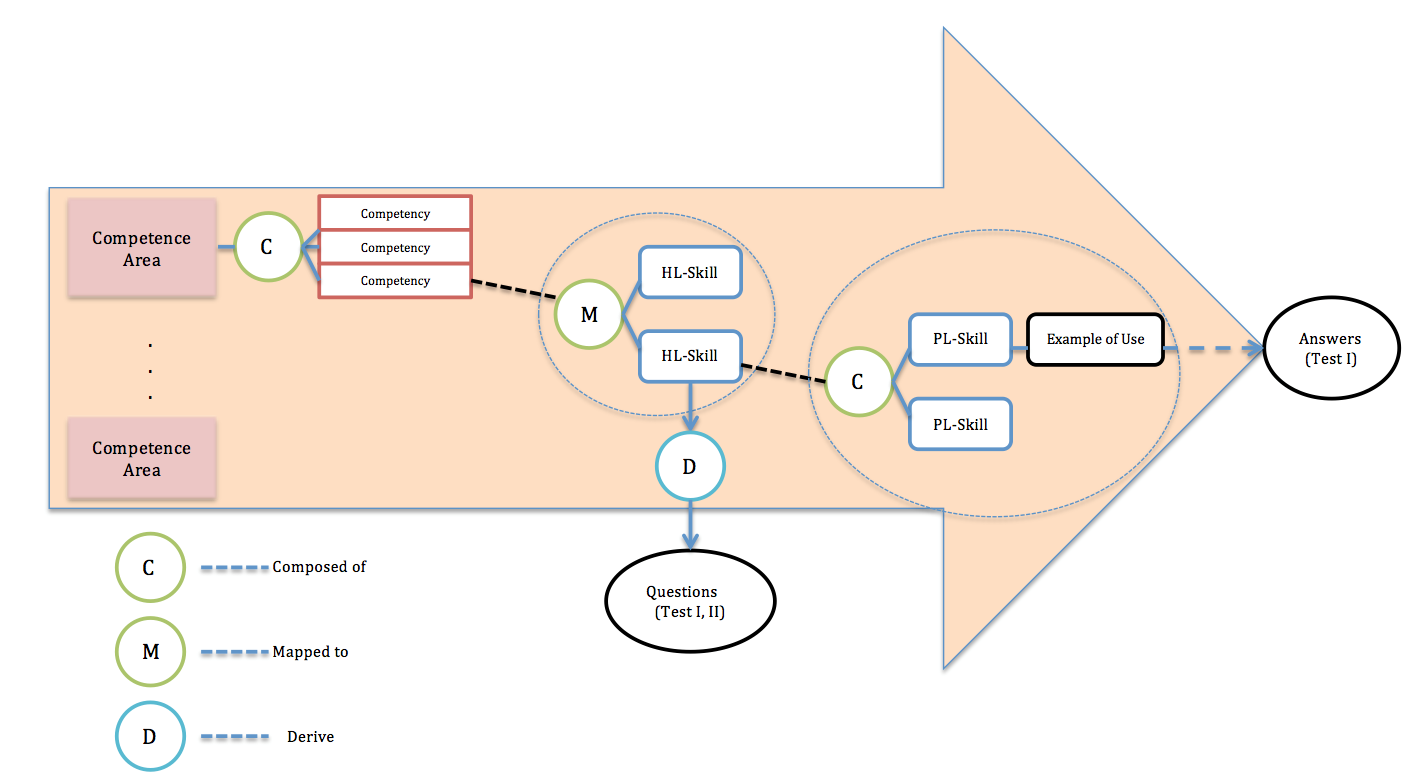 Competence
Area
C
Competency
Competency
Competency
.
.
.
Competence
Area
M
HL-Skill
HL-Skill
D
Questions
(Test I, II)
C
PL-Skill
PL-Skill
Example of Use
Answers
(Test I)
C Composed of
M Mapped to
D Derive